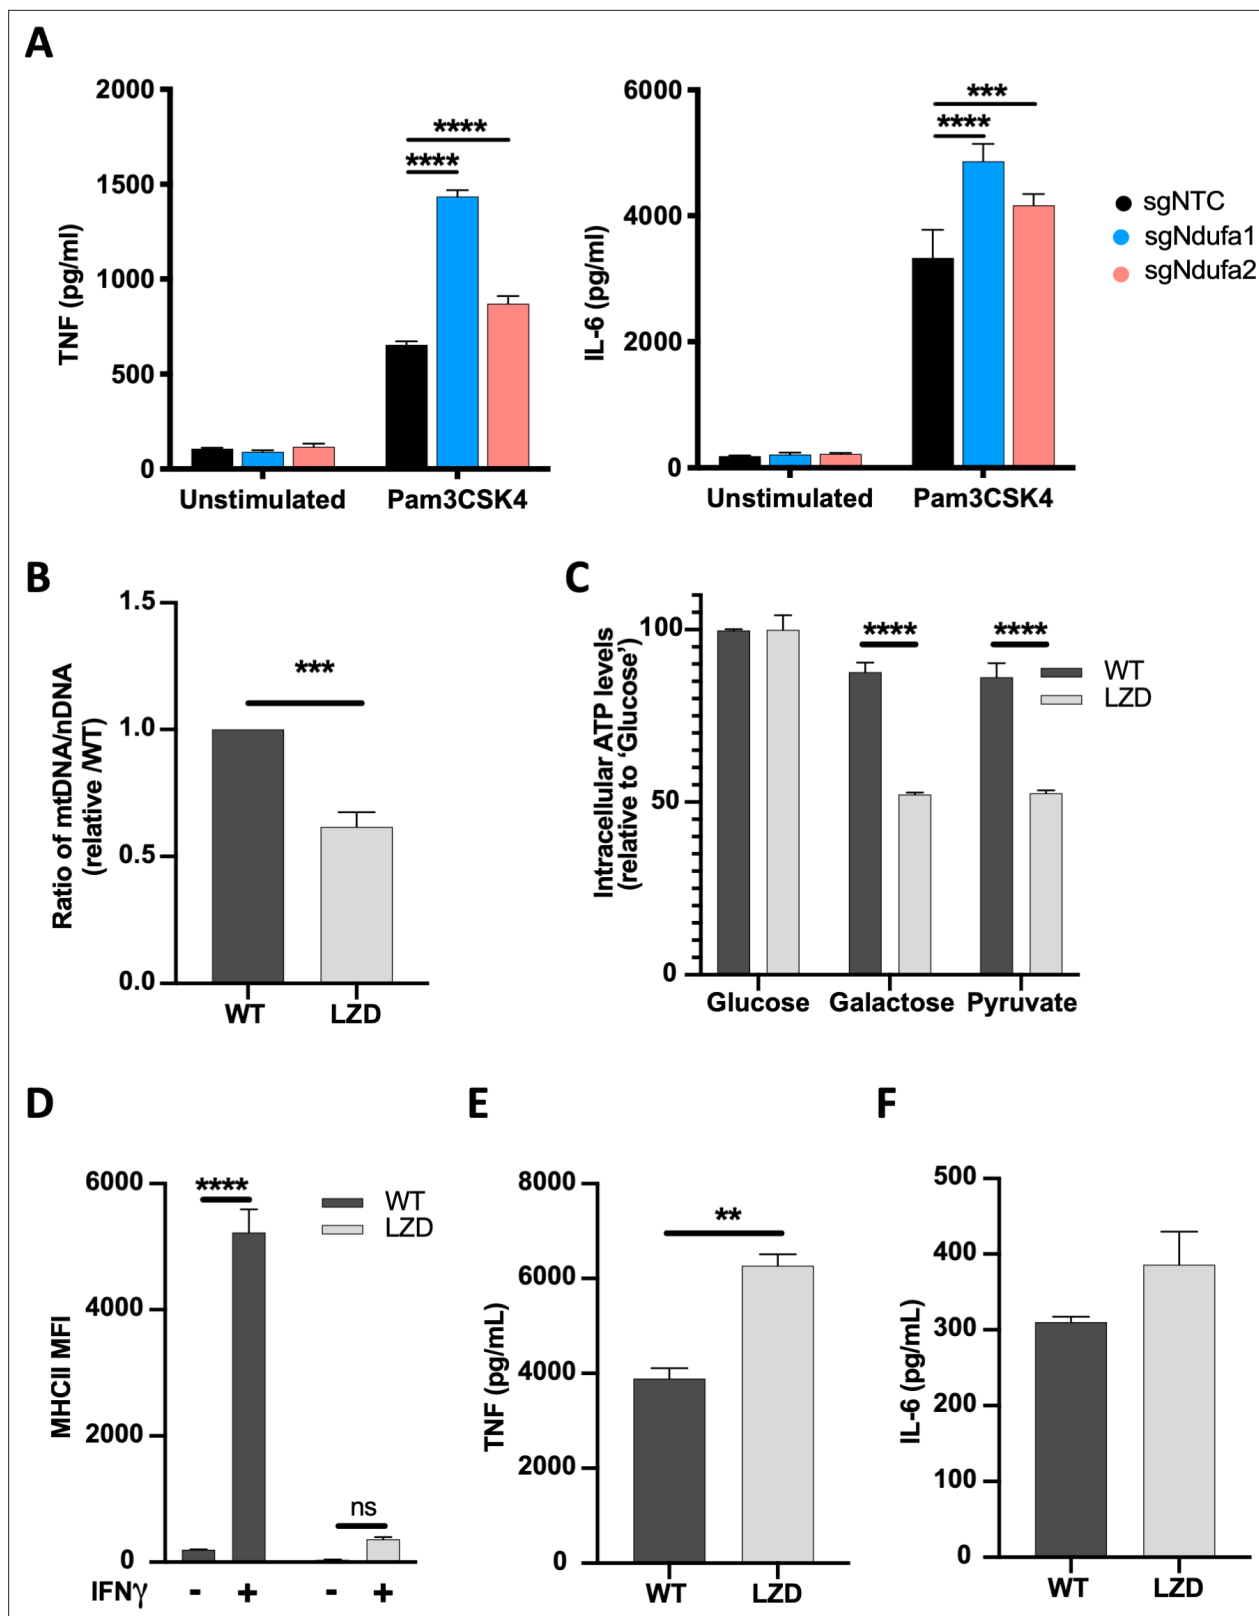 A
TNF (pg/ml)
2000
1500
1000
500
0
****
****
Unstimulated
Pam3CSK4
IL-6 (pg/ml)
6000
4000
2000
0
***
****
Unstimulated
Pam3CSK4
sgNTC
sgNdufa1
sgNdufa2
B
Ratio of mtDNA/nDNA
(relative /WT)
1.5
1.0
0.5
0.0
***
WT
LZD
C
Intracellular ATP levels
(relative to ‘Glucose’)
100
50
0
****
****
WT
LZD
Glucose
Galactose
Pyruvate
D
MHCII MFI
6000
4000
2000
0
****
ns
WT
LZD
IFNγ - + - +
E
TNF (pg/mL)
8000
6000
4000
2000
0
**
WT
LZD
F
IL-6 (pg/mL)
500
400
300
200
100
0
WT
LZD